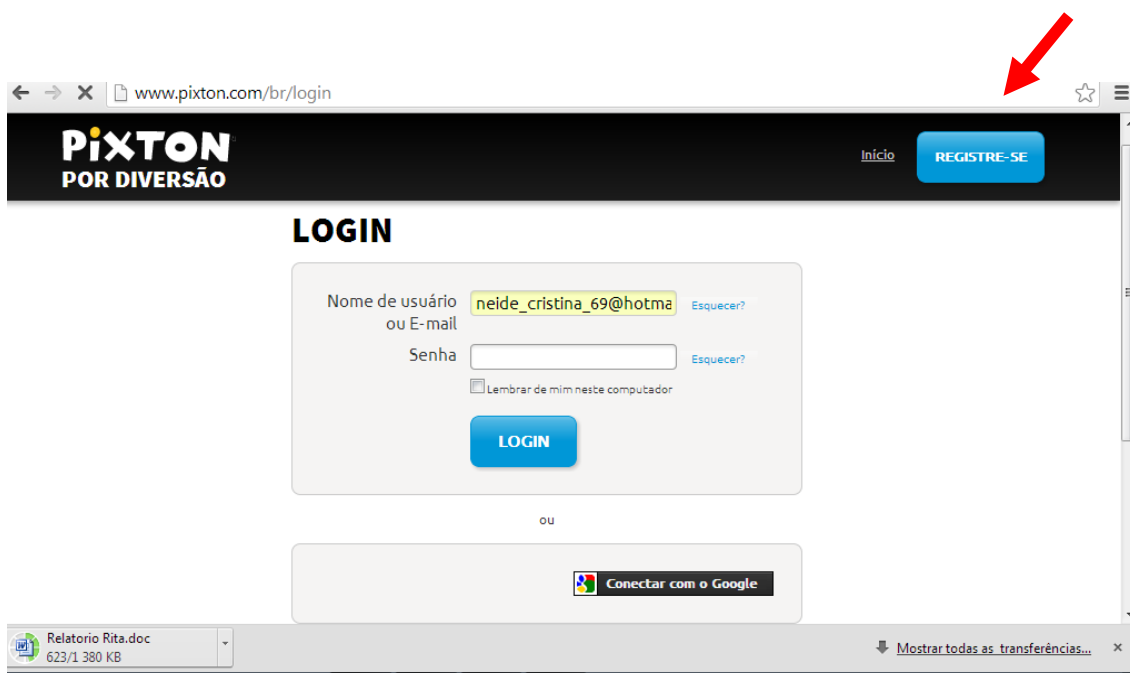 www.pixton.com/br/login
PiXTON
POR DIVERSÃO
Início
REGISTRE-SE
LOGIN
Nome de usuário
ou E-mail
neide_cristina_69@hotma
Esquecer?
Senha
Esquecer?
Lembrar de mim neste computador
LOGIN
ou
Conectar com o Google
Relatorio Rita.doc
623/1 380 KB
Mostrar todas as transferências...